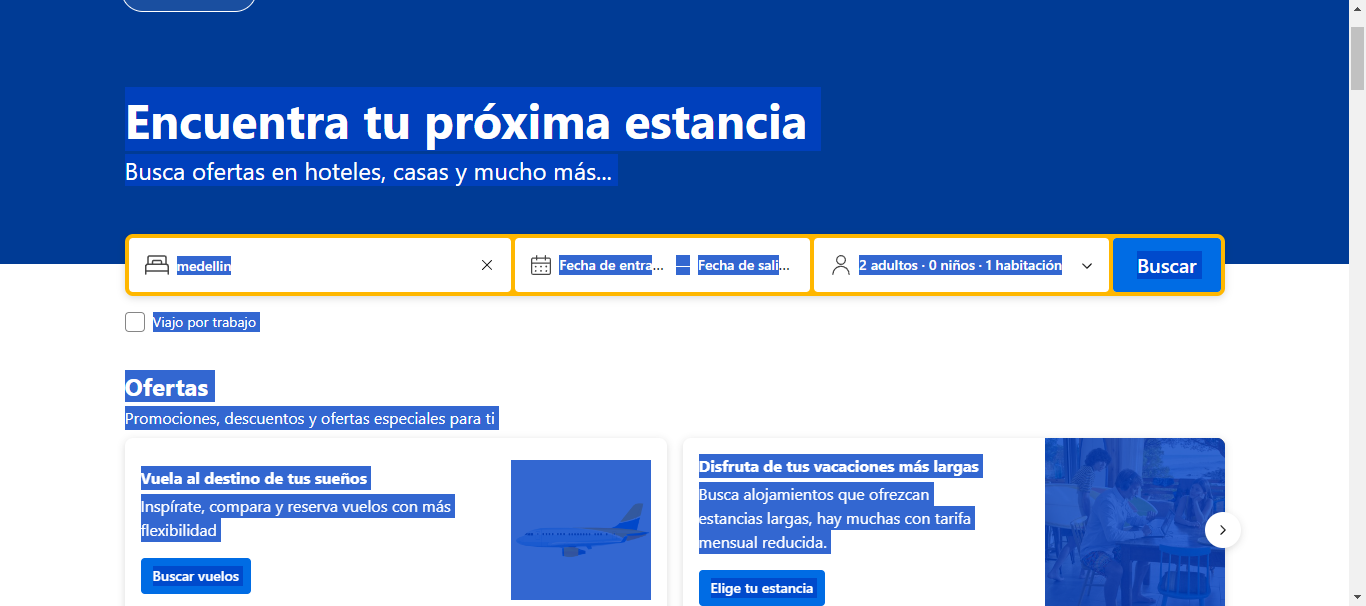 Encuentra tu próxima estancia
Busca ofertas en hoteles, casas y mucho más...
medellin
Fecha de entra... — Fecha de sali...
2 adultos · 0 niños · 1 habitación
Buscar
Viajo por trabajo
Ofertas
Promociones, descuentos y ofertas especiales para ti
Vuela al destino de tus sueños
Inspírate, compara y reserva vuelos con más
flexibilidad
Buscar vuelos
Disfruta de tus vacaciones más largas
Busca alojamientos que ofrezcan
estancias largas, hay muchas con tarifa
mensual reducida.
Elige tu estancia